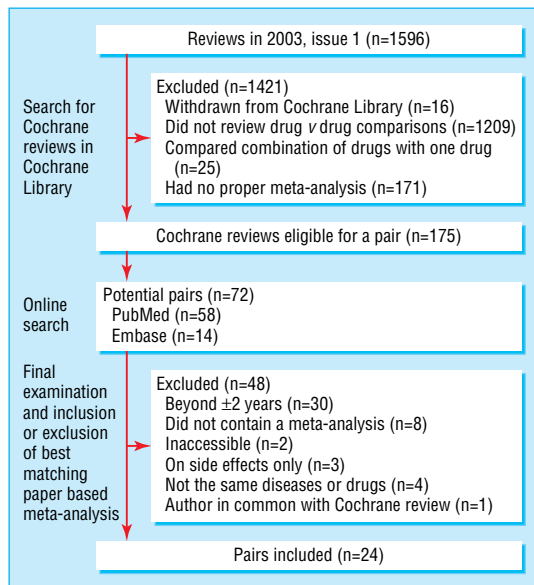 Reviews in 2003, issue 1 (n=1596)
Search for
Cochrane
reviews in
Cochrane
Library
Excluded (n=1421)
Withdrawn from Cochrane Library (n=16)
Did not review drug v drug comparisons (n=1209)
Compared combination of drugs with one drug
(n=25)
Had no proper meta-analysis (n=171)
Cochrane reviews eligible for a pair (n=175)
Online
search
Potential pairs (n=72)
PubMed (n=58)
Embase (n=14)
Final
examination
and inclusion
or exclusion
of best
matching
paper based
meta-analysis
Excluded (n=48)
Beyond ±2 years (n=30)
Did not contain a meta-analysis (n=8)
Inaccessible (n=2)
On side effects only (n=3)
Not the same diseases or drugs (n=4)
Author in common with Cochrane review (n=1)
Pairs included (n=24)